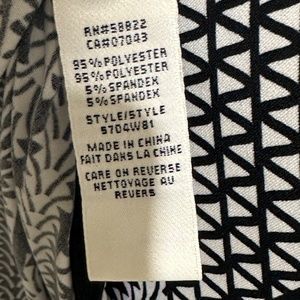 RN#58822
CA#07043
95% POLYESTER
95% POLYESTER
5% SPANDEX
5% SPANDEX
STYLE/STYLE
5704W81
MADE IN CHINA
FAIT DANS LA CHINE
CARE ON REVERSE
NETTOYAGE AU
REVERS